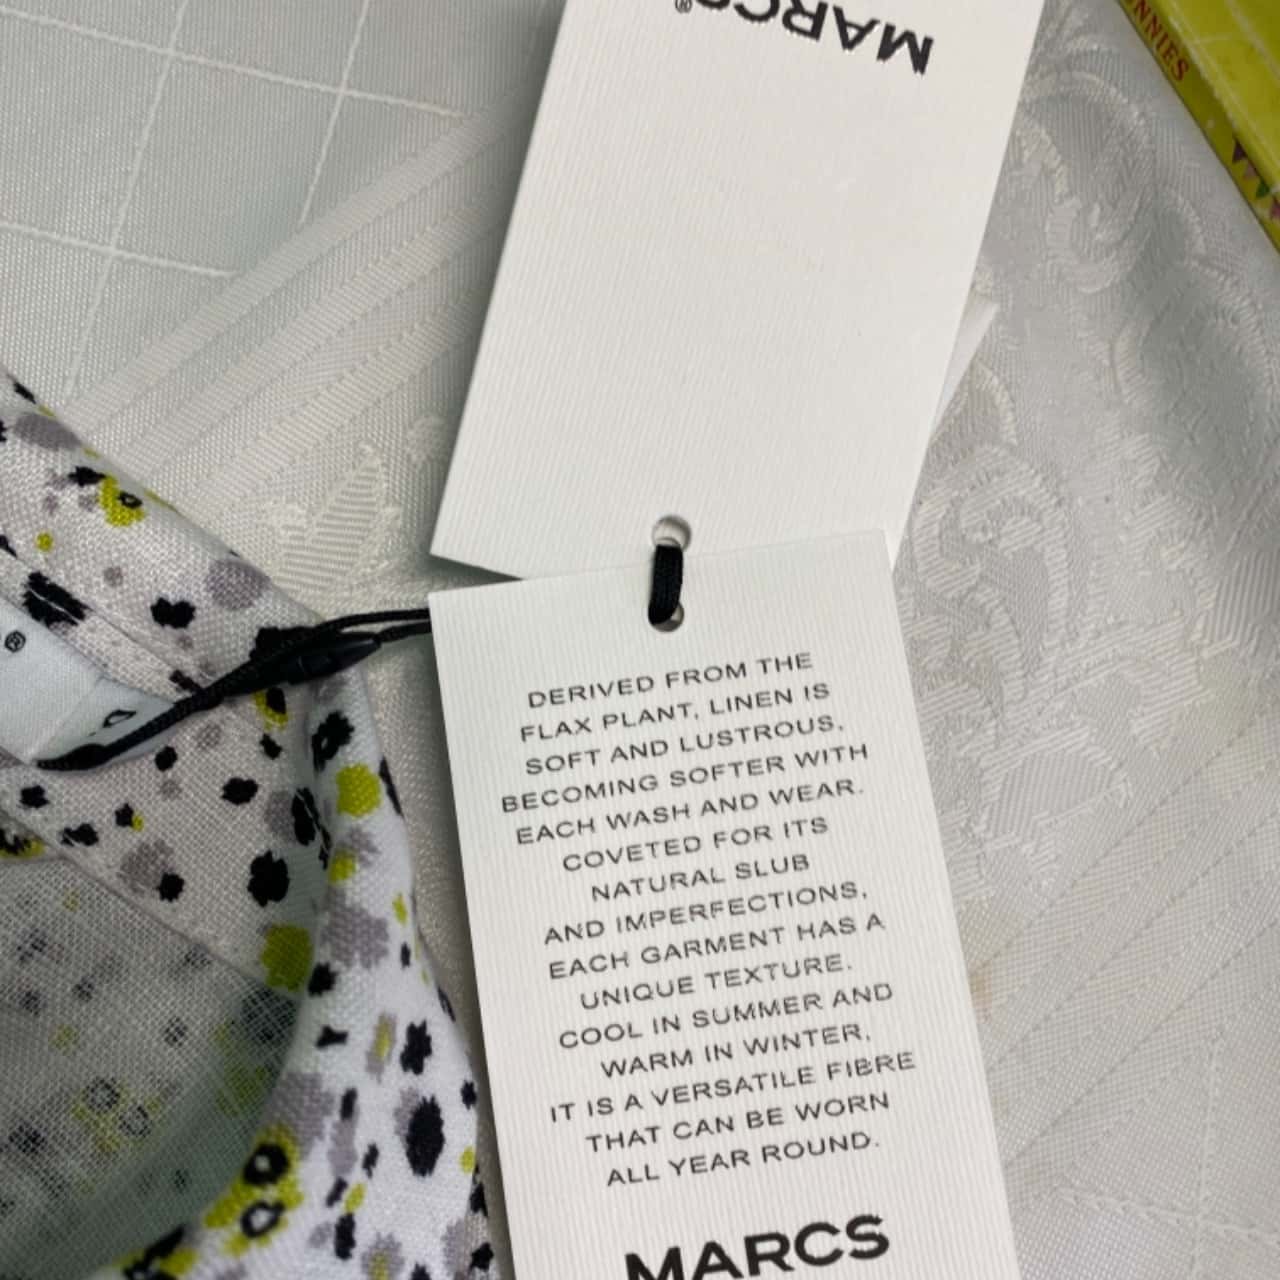 MARCS®
NNIES
®
DERIVED FROM THE
FLAX PLANT, LINEN IS
SOFT AND LUSTROUS,
BECOMING SOFTER WITH
EACH WASH AND WEAR.
COVETED FOR ITS
NATURAL SLUB
AND IMPERFECTIONS,
EACH GARMENT HAS A
UNIQUE TEXTURE.
COOL IN SUMMER AND
WARM IN WINTER,
IT IS A VERSATILE FIBRE
THAT CAN BE WORN
ALL YEAR ROUND.
MARCS